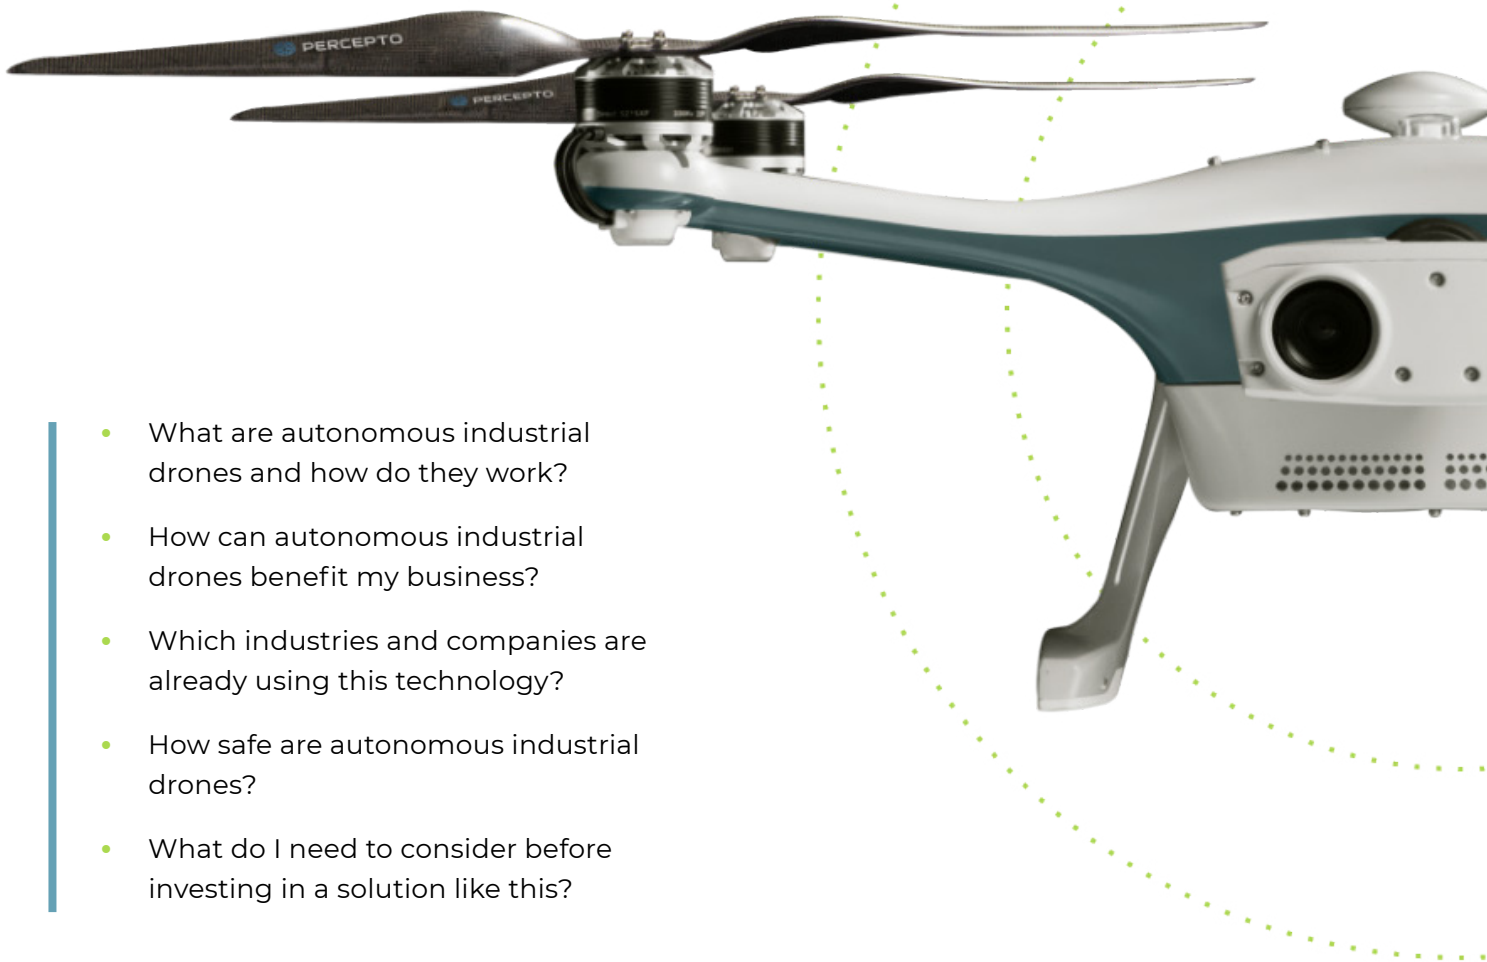 PERCEPTO
PERCEPTO
• What are autonomous industrial
drones and how do they work?
• How can autonomous industrial
drones benefit my business?
• Which industries and companies are
already using this technology?
• How safe are autonomous industrial
drones?
• What do I need to consider before
investing in a solution like this?